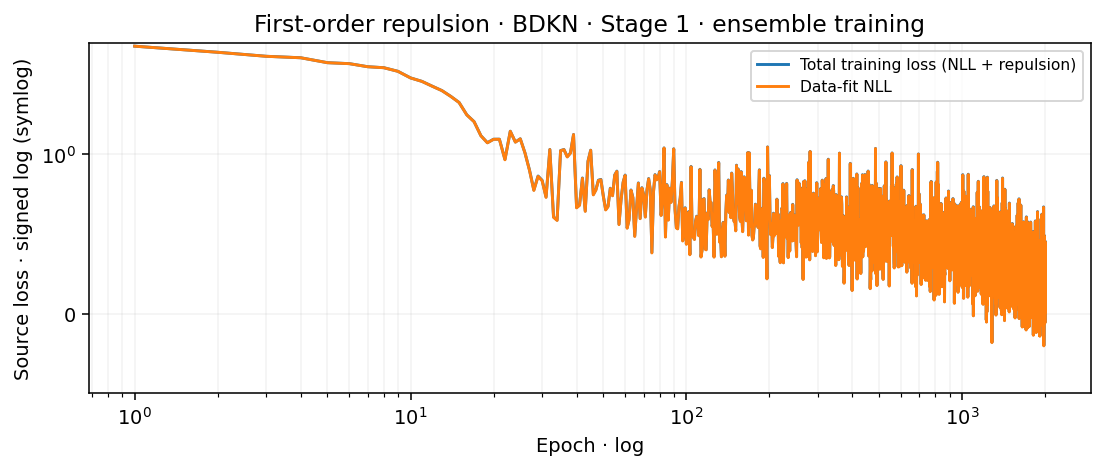 First-order repulsion · BDKN · Stage 1 · ensemble training
Total training loss (NLL + repulsion)
Data-fit NLL
Source loss · signed log (symlog)
10⁰
0
10⁰ 10¹ 10² 10³
Epoch · log